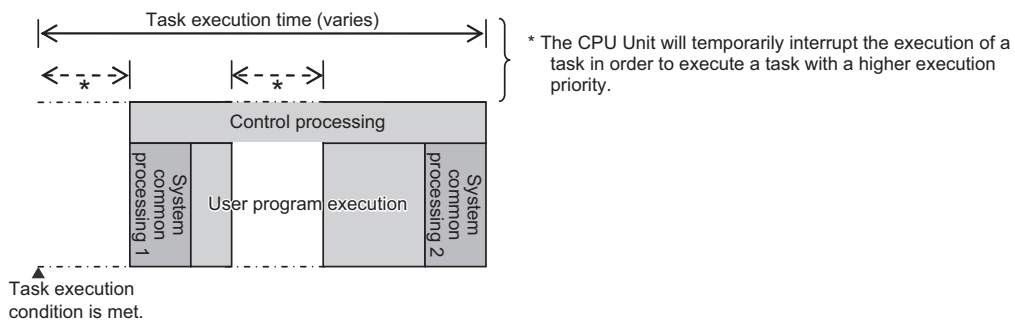 Task execution time (varies)
* The CPU Unit will temporarily interrupt the execution of a
task in order to execute a task with a higher execution
priority.
*
*
Control processing
System
common
processing 1
User program execution
System
common
processing 2
Task execution
condition is met.